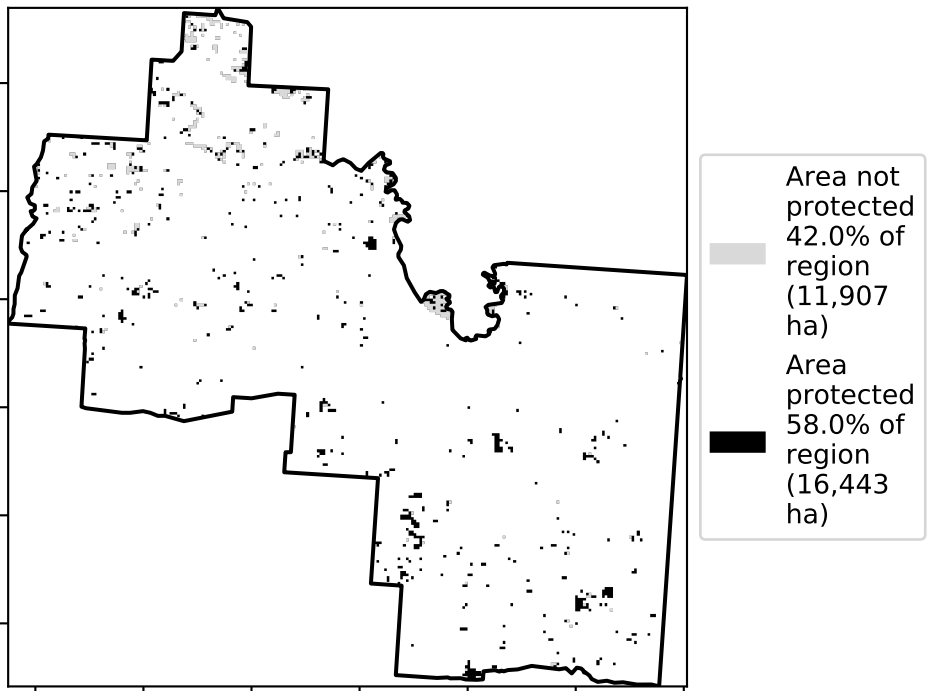 Area not
protected
42.0% of
region
(11,907
ha)
Area
protected
58.0% of
region
(16,443
ha)